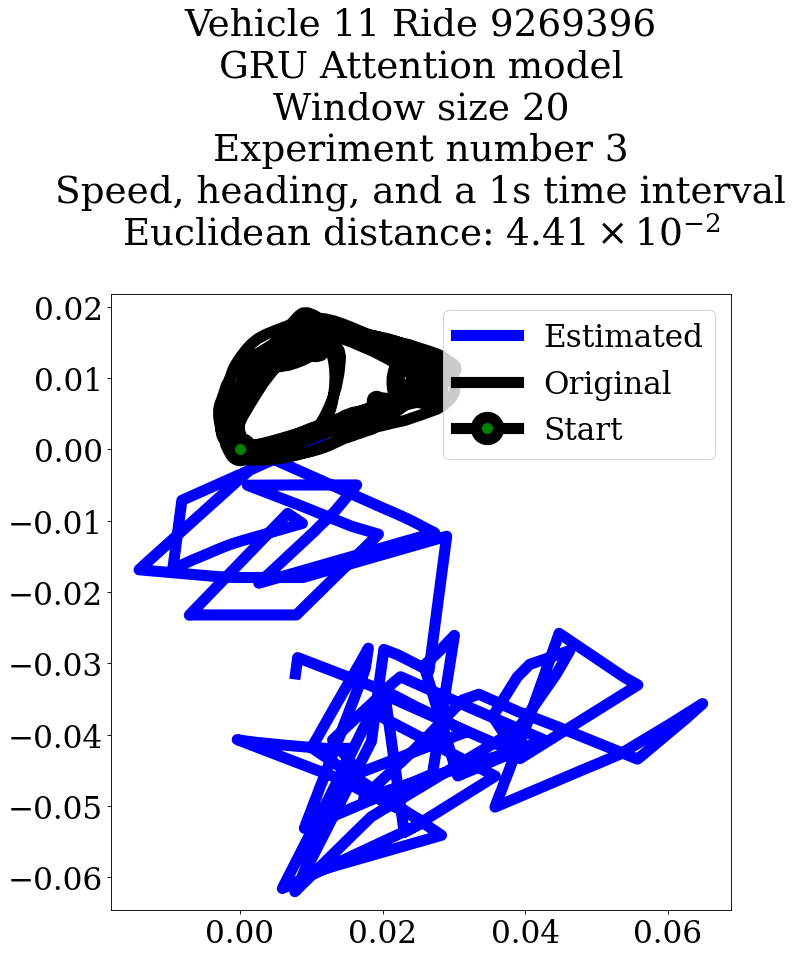 Vehicle 11 Ride 9269396
GRU Attention model
Window size 20
Experiment number 3
Speed, heading, and a 1s time interval
Euclidean distance: 4.41 × 10⁻²
0.02
0.01
0.00
−0.01
−0.02
−0.03
−0.04
−0.05
−0.06
Estimated
Original
Start
0.00 0.02 0.04 0.06